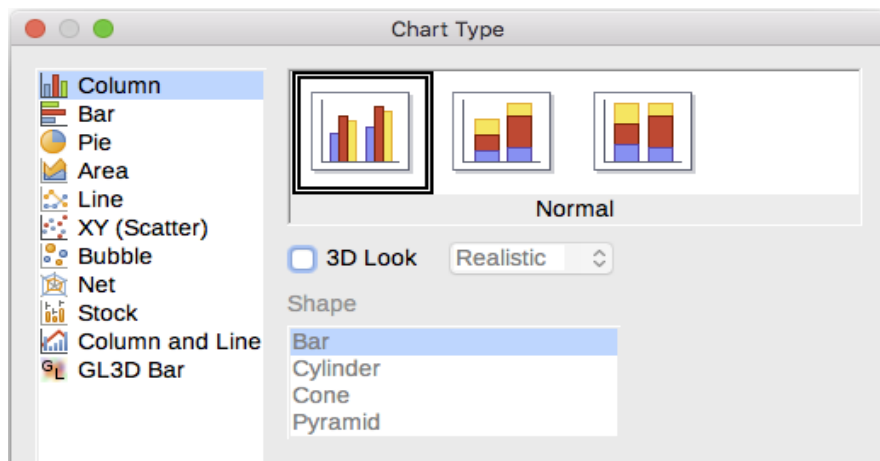 Chart Type
Column
Bar
Pie
Area
Line
XY (Scatter)
Bubble
Net
Stock
Column and Line
GL3D Bar
Normal
3D Look Realistic
Shape
Bar
Cylinder
Cone
Pyramid